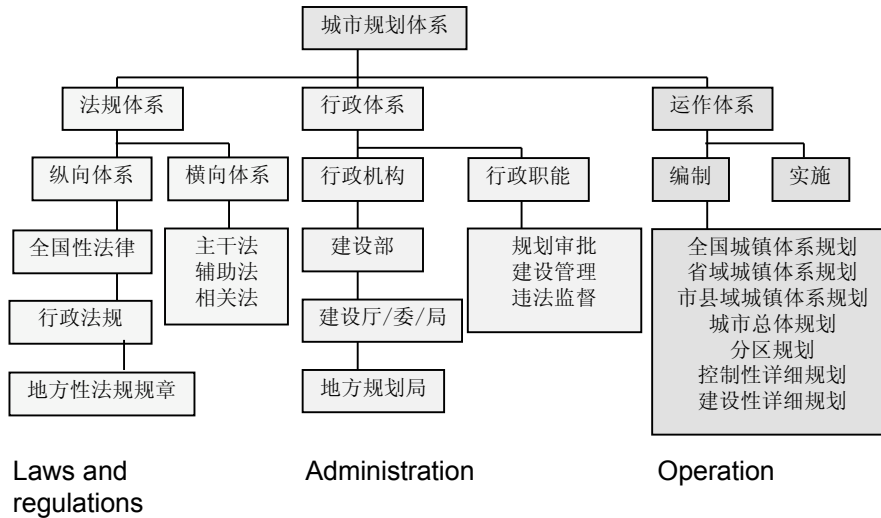 城市规划体系
法规体系
行政体系
运作体系
纵向体系
横向体系
行政机构
行政职能
编制
实施
全国性法律
主干法
辅助法
相关法
建设部
规划审批
建设管理
违法监督
全国城镇体系规划
省域城镇体系规划
市县域城镇体系规划
城市总体规划
分区规划
控制性详细规划
建设性详细规划
行政法规
建设厅/委/局
地方性法规规章
地方规划局
Laws and
regulations
Administration
Operation